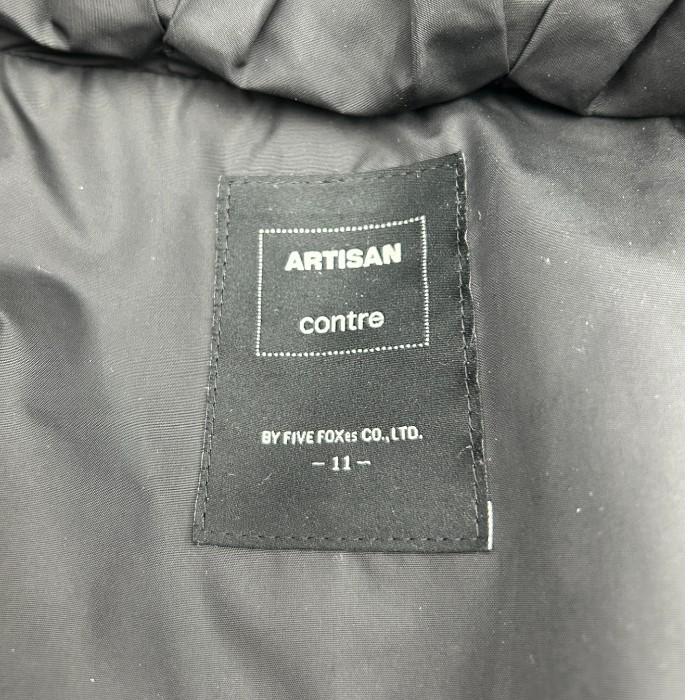 ARTISAN
contre
BY FIVE FOXes CO.,LTD.
-11-